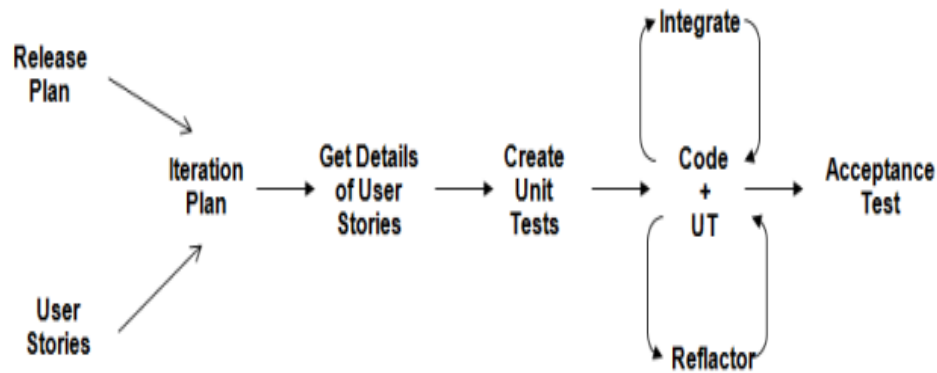 Release
Plan
User
Stories
Iteration
Plan
Get Details
of User
Stories
Create
Unit
Tests
Integrate
Code
+
UT
Reflactor
Acceptance
Test